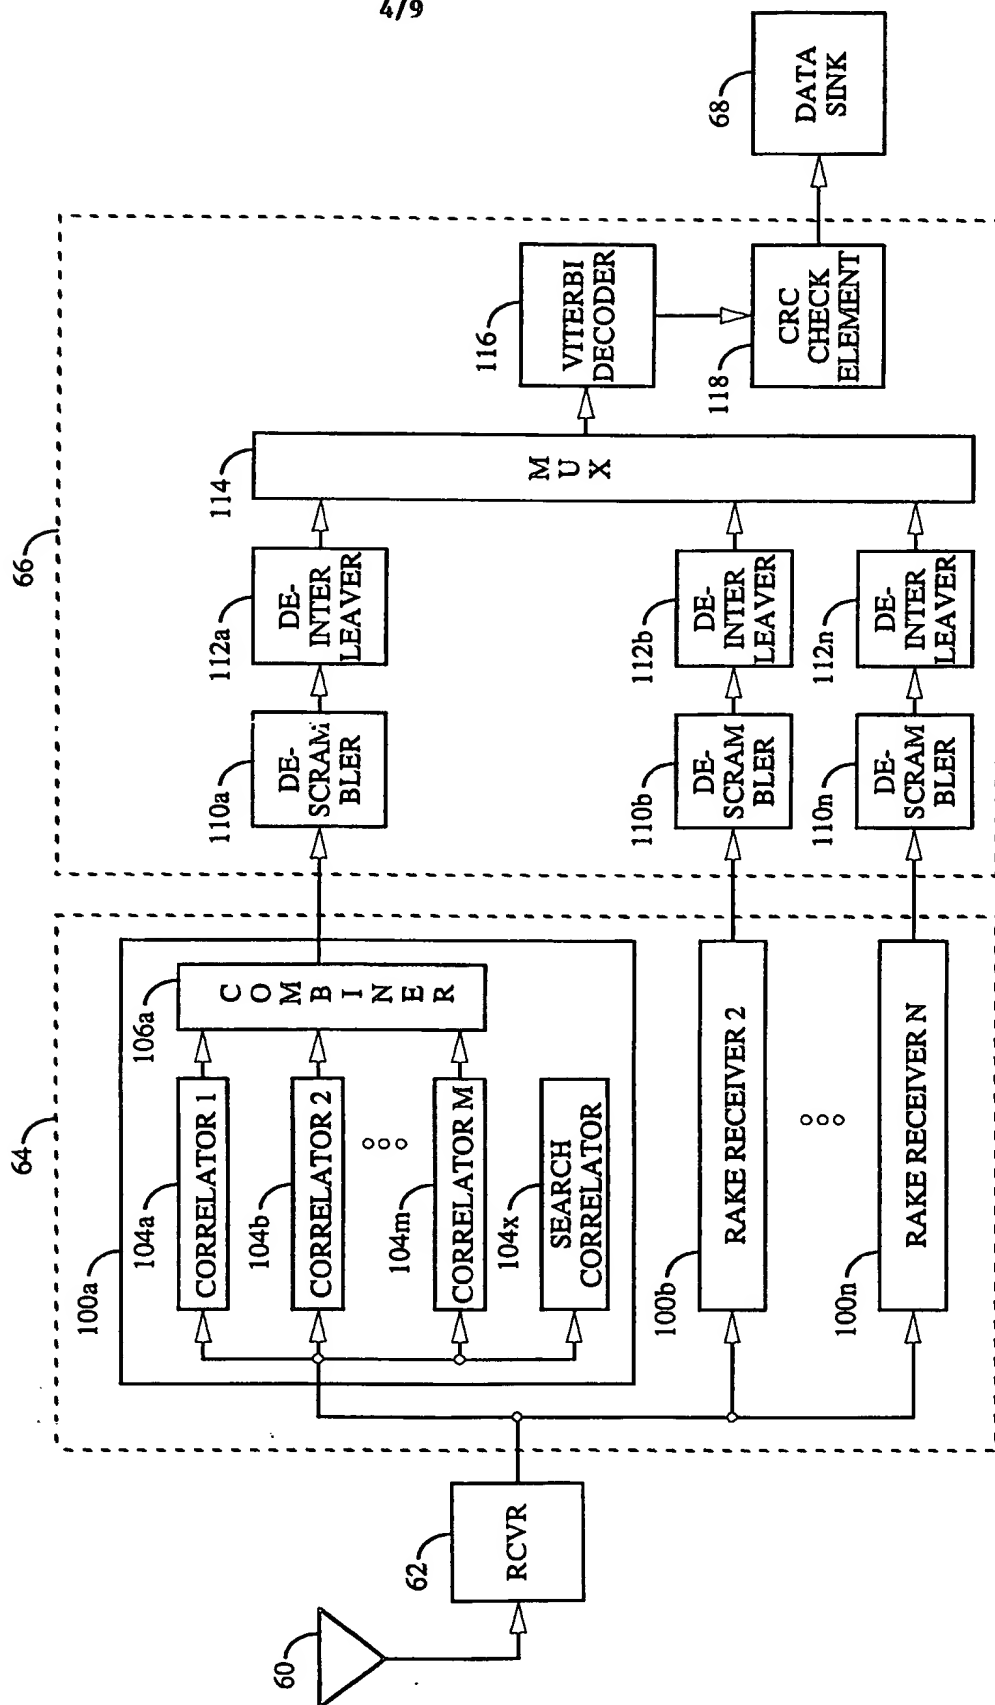 4/9
60
62
RCVR
64
100a
104a
CORRELATOR 1
104b
CORRELATOR 2
104m
CORRELATOR M
104x
SEARCH
CORRELATOR
106a
COMBINER
100b
RAKE RECEIVER 2
100n
RAKE RECEIVER N
66
110a
DE-
SCRAM
BLER
112a
DE-
INTER
LEAVER
110b
DE-
SCRAM
BLER
112b
DE-
INTER
LEAVER
110n
DE-
SCRAM
BLER
112n
DE-
INTER
LEAVER
114
MUX
116
VITERBI
DECODER
118
CRC
CHECK
ELEMENT
68
DATA
SINK